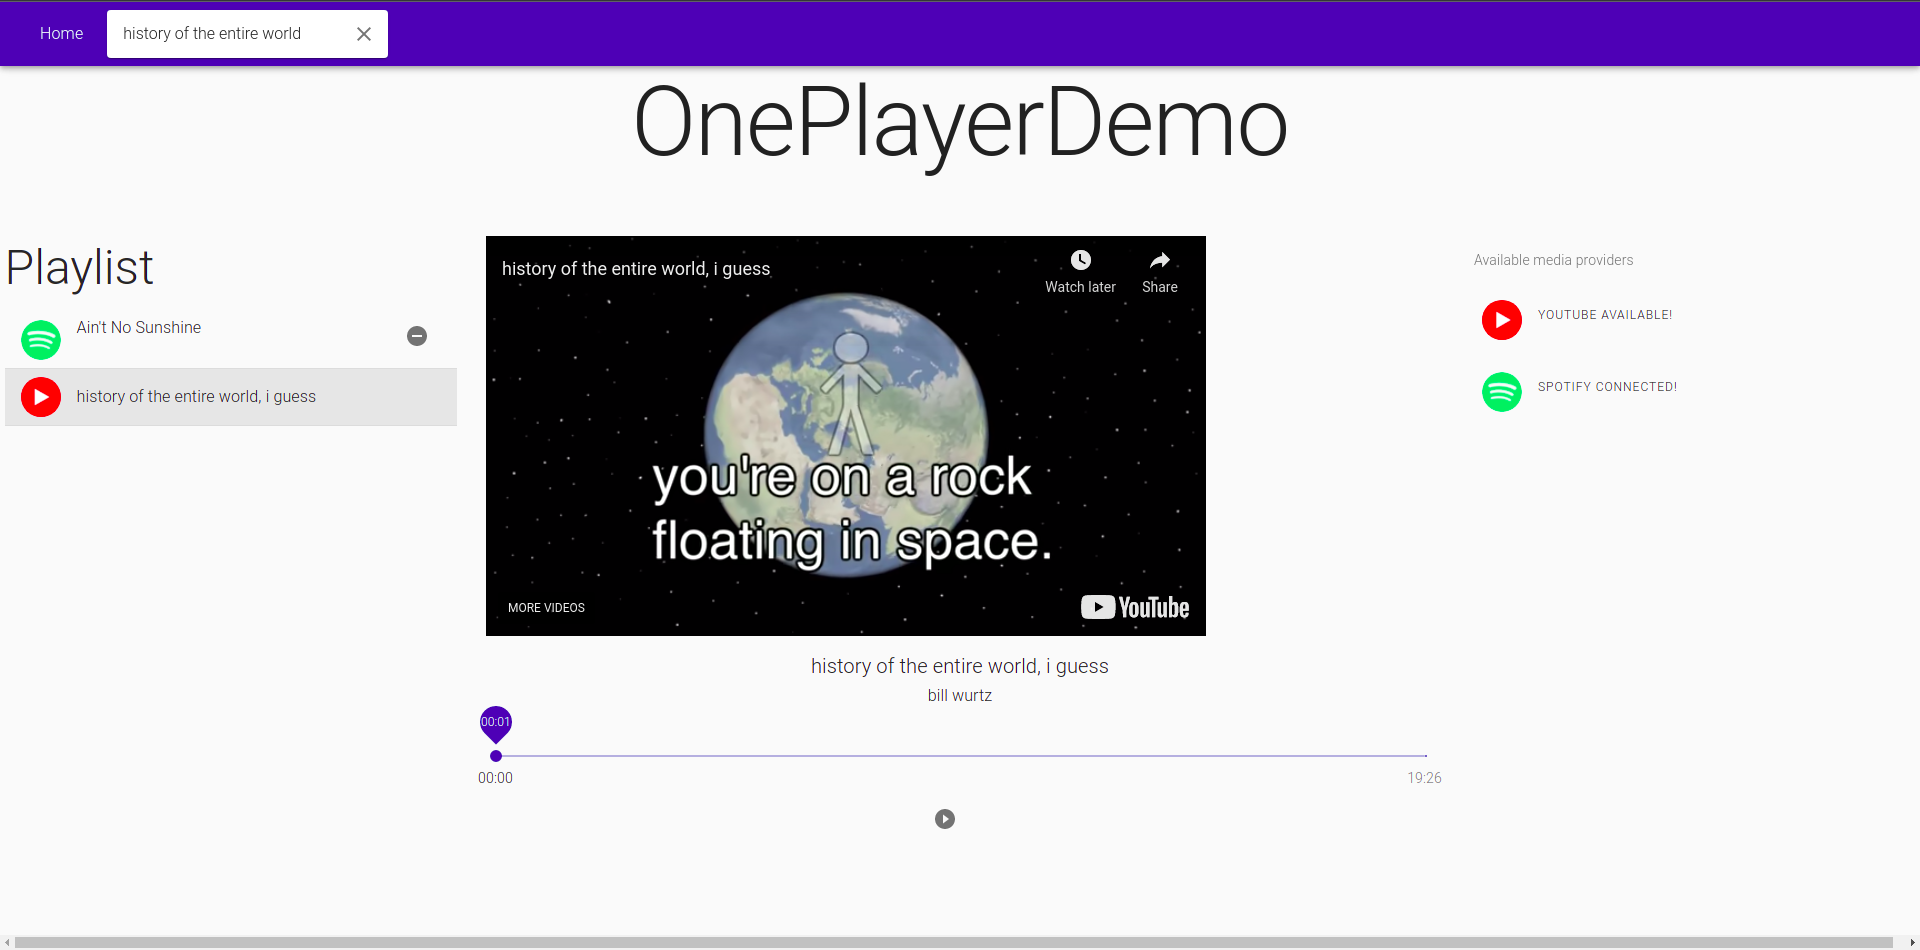 Home
history of the entire world
OnePlayerDemo
Playlist
Ain't No Sunshine
history of the entire world, i guess
history of the entire world, i guess
Watch later
Share
you're on a rock
floating in space.
MORE VIDEOS
YouTube
history of the entire world, i guess
bill wurtz
00:01
00:00
19:26
Available media providers
YOUTUBE AVAILABLE!
SPOTIFY CONNECTED!